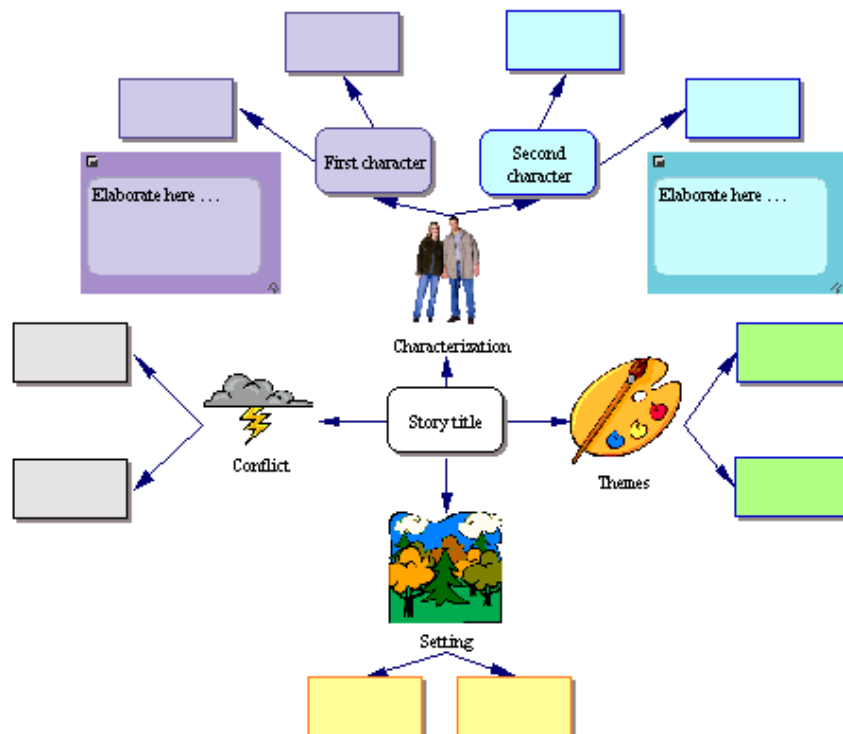 First character
Second
character
Elaborate here . . .
Elaborate here . . .
Characterization
Story title
Conflict
Themes
Setting